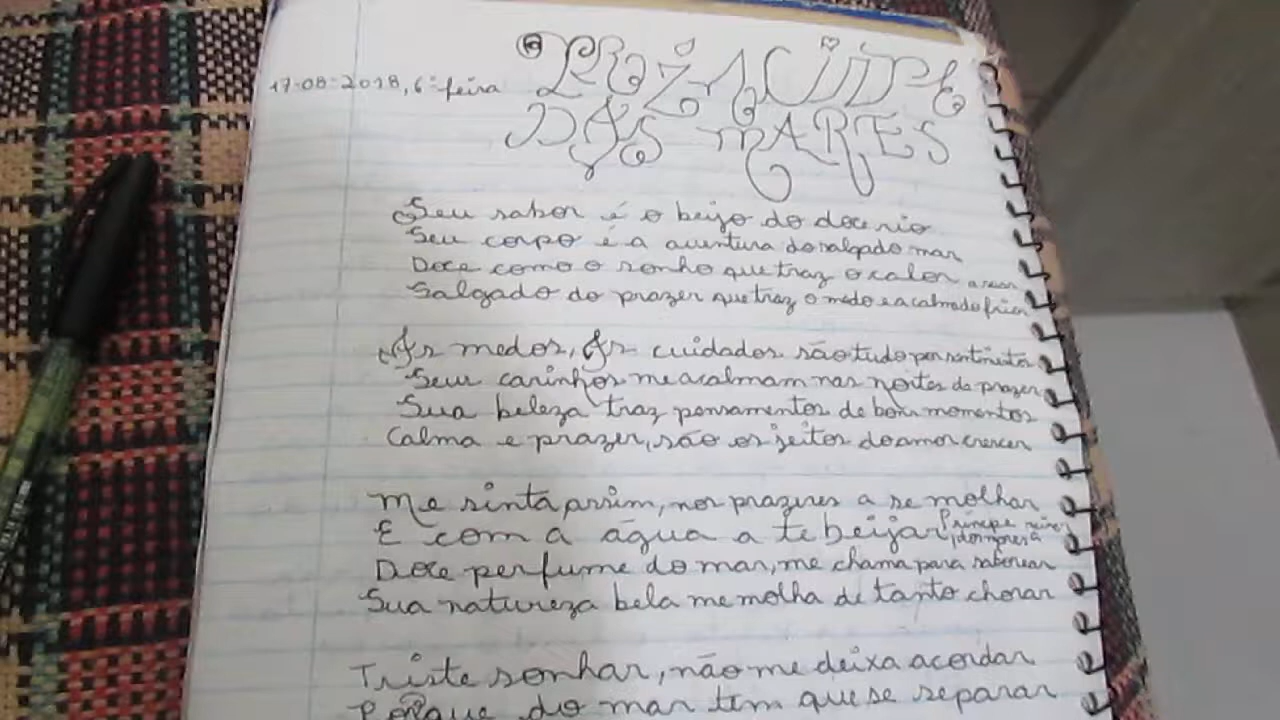 17-08-2018, 6ª feira
DAS MARÉS
Seu sabor é o beijo do doce rio
Seu corpo é a aventura do salgado mar
Doce como o sonho que traz o calor
Salgado do prazer que traz o medo e a calma do frio
Os medos, Os cuidados são tudo por sentimentos
Seus carinhos me acalmam nas noites de prazer
Sua beleza traz pensamentos de bons momentos
Calma e prazer, são os jeitos do amor crescer
Me sinta assim, nos prazeres a se molhar
E com a água a te beijar
Príncipe
Doce perfume do mar, me chama para saborear
Sua natureza bela me molha de tanto chorar
Triste sonhar, não me deixa acordar
Porque do mar tem que se separar